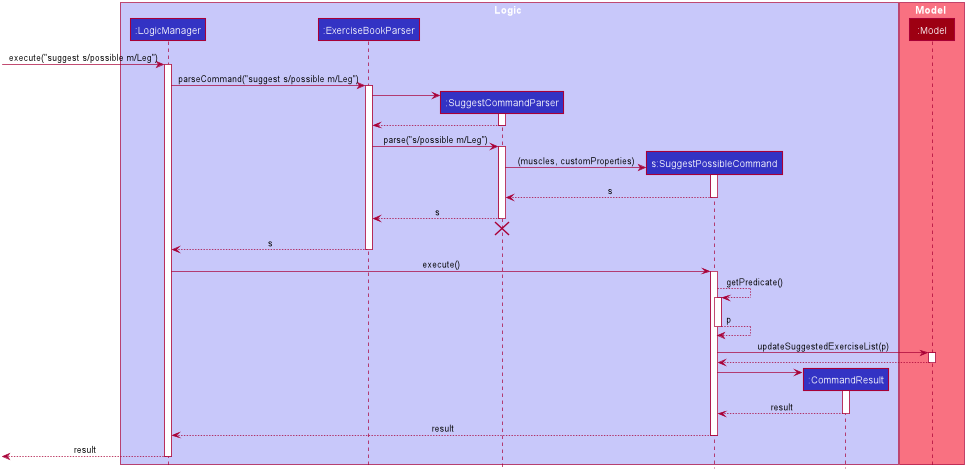 Logic
Model
:LogicManager
:ExerciseBookParser
:Model
execute("suggest s/possible m/Leg")
parseCommand("suggest s/possible m/Leg")
:SuggestCommandParser
parse("s/possible m/Leg")
(muscles, customProperties)
s:SuggestPossibleCommand
s
s
s
execute()
getPredicate()
p
updateSuggestedExerciseList(p)
:CommandResult
result
result
result